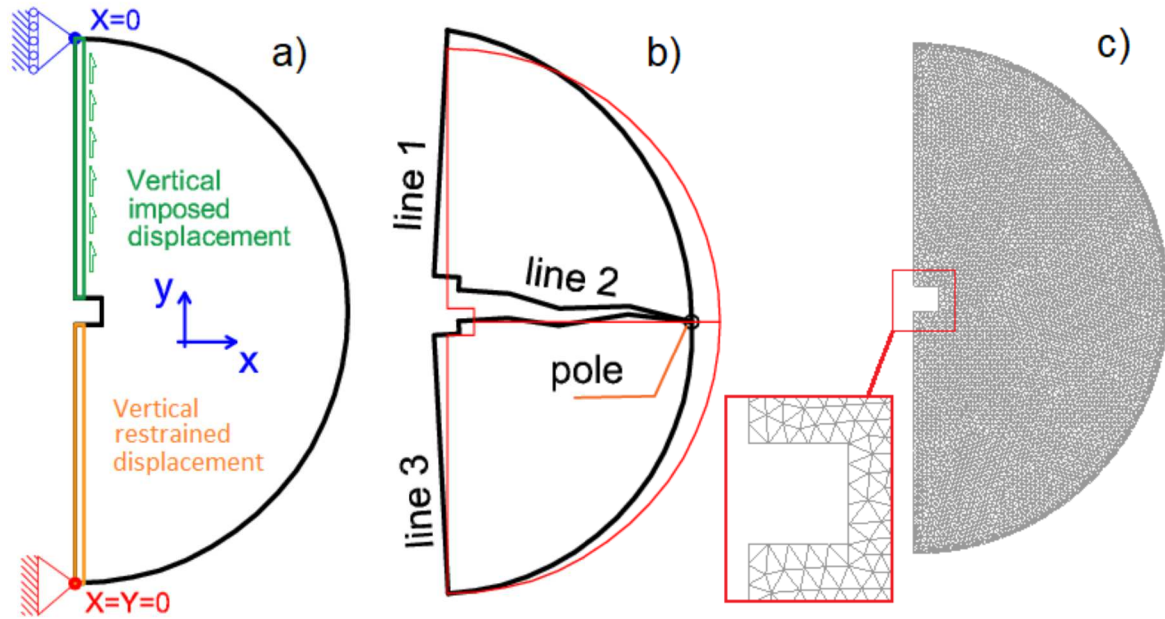 X=0
a)
Vertical
imposed
displacement
y
x
Vertical
restrained
displacement
X=Y=0
b)
line 1
line 2
pole
line 3
c)